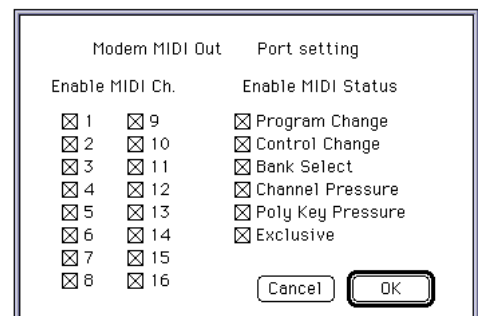 Modem MIDI Out Port setting
Enable MIDI Ch. Enable MIDI Status
1 9 Program Change
2 10 Control Change
3 11 Bank Select
4 12 Channel Pressure
5 13 Poly Key Pressure
6 14 Exclusive
7 15
8 16
Cancel OK